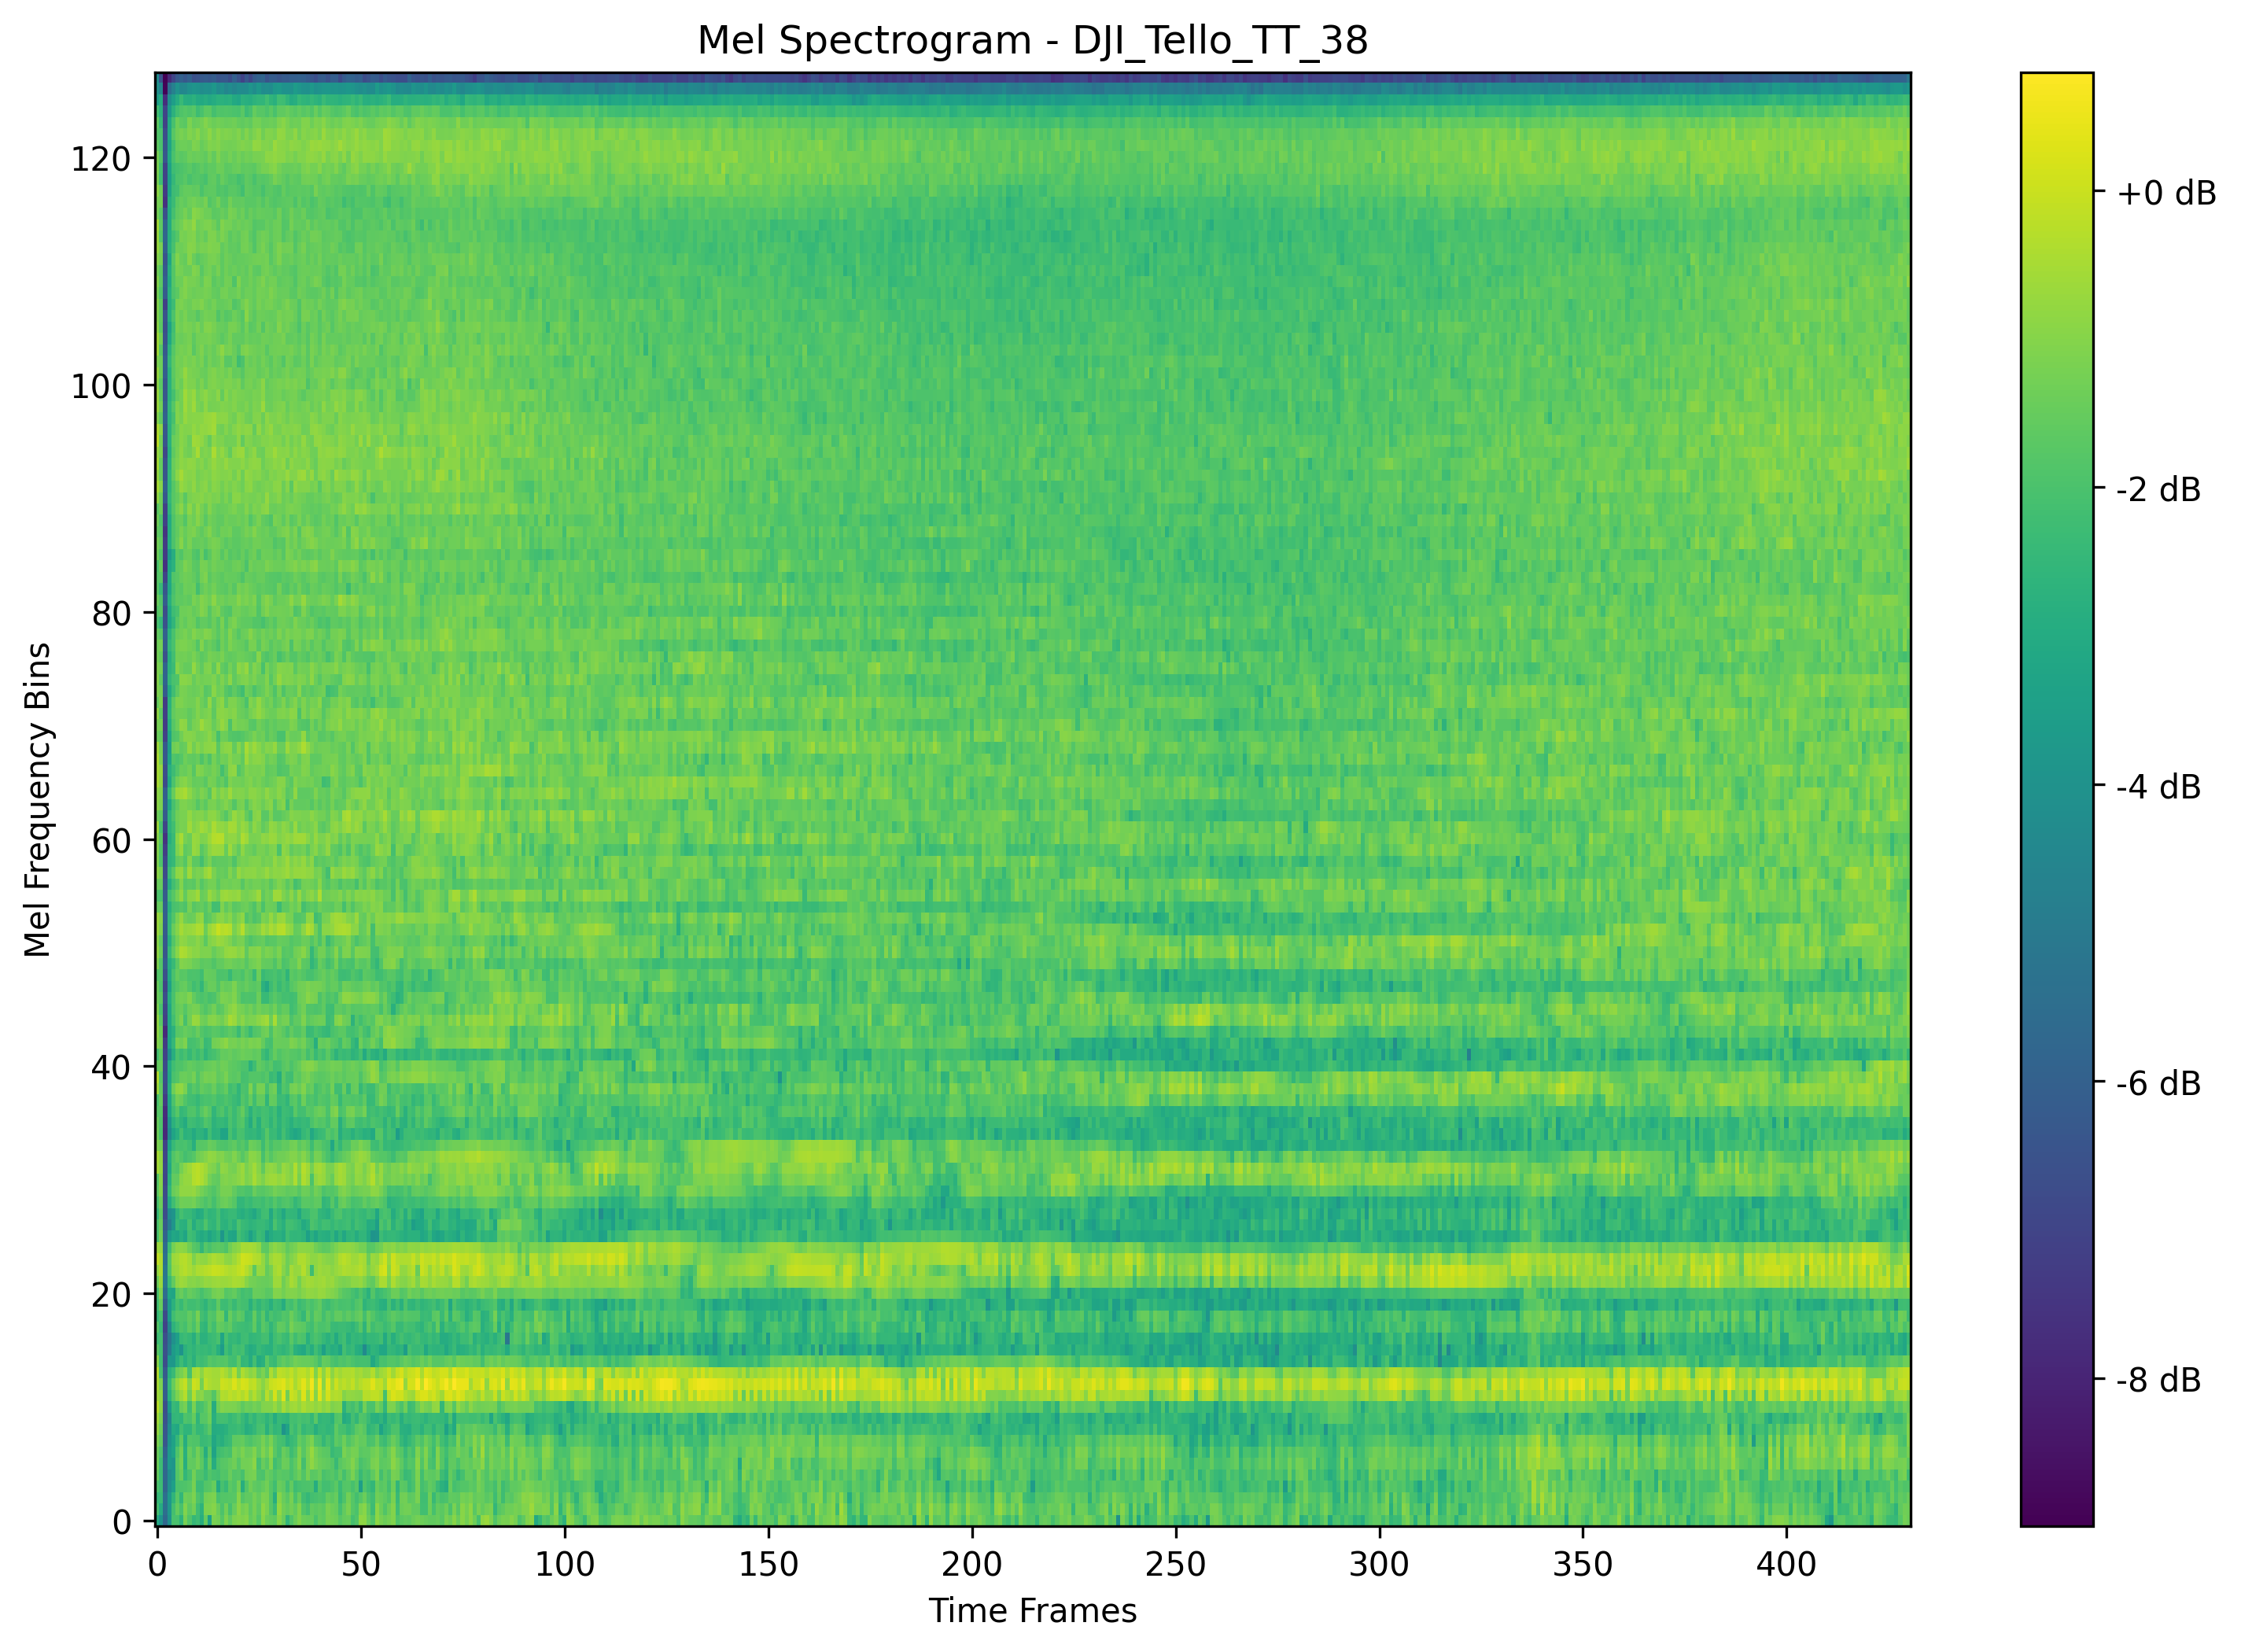 Mel Spectrogram - DJI_Tello_TT_38
120
100
80
60
40
20
0
Mel Frequency Bins
0 50 100 150 200 250 300 350 400
Time Frames
+0 dB
-2 dB
-4 dB
-6 dB
-8 dB